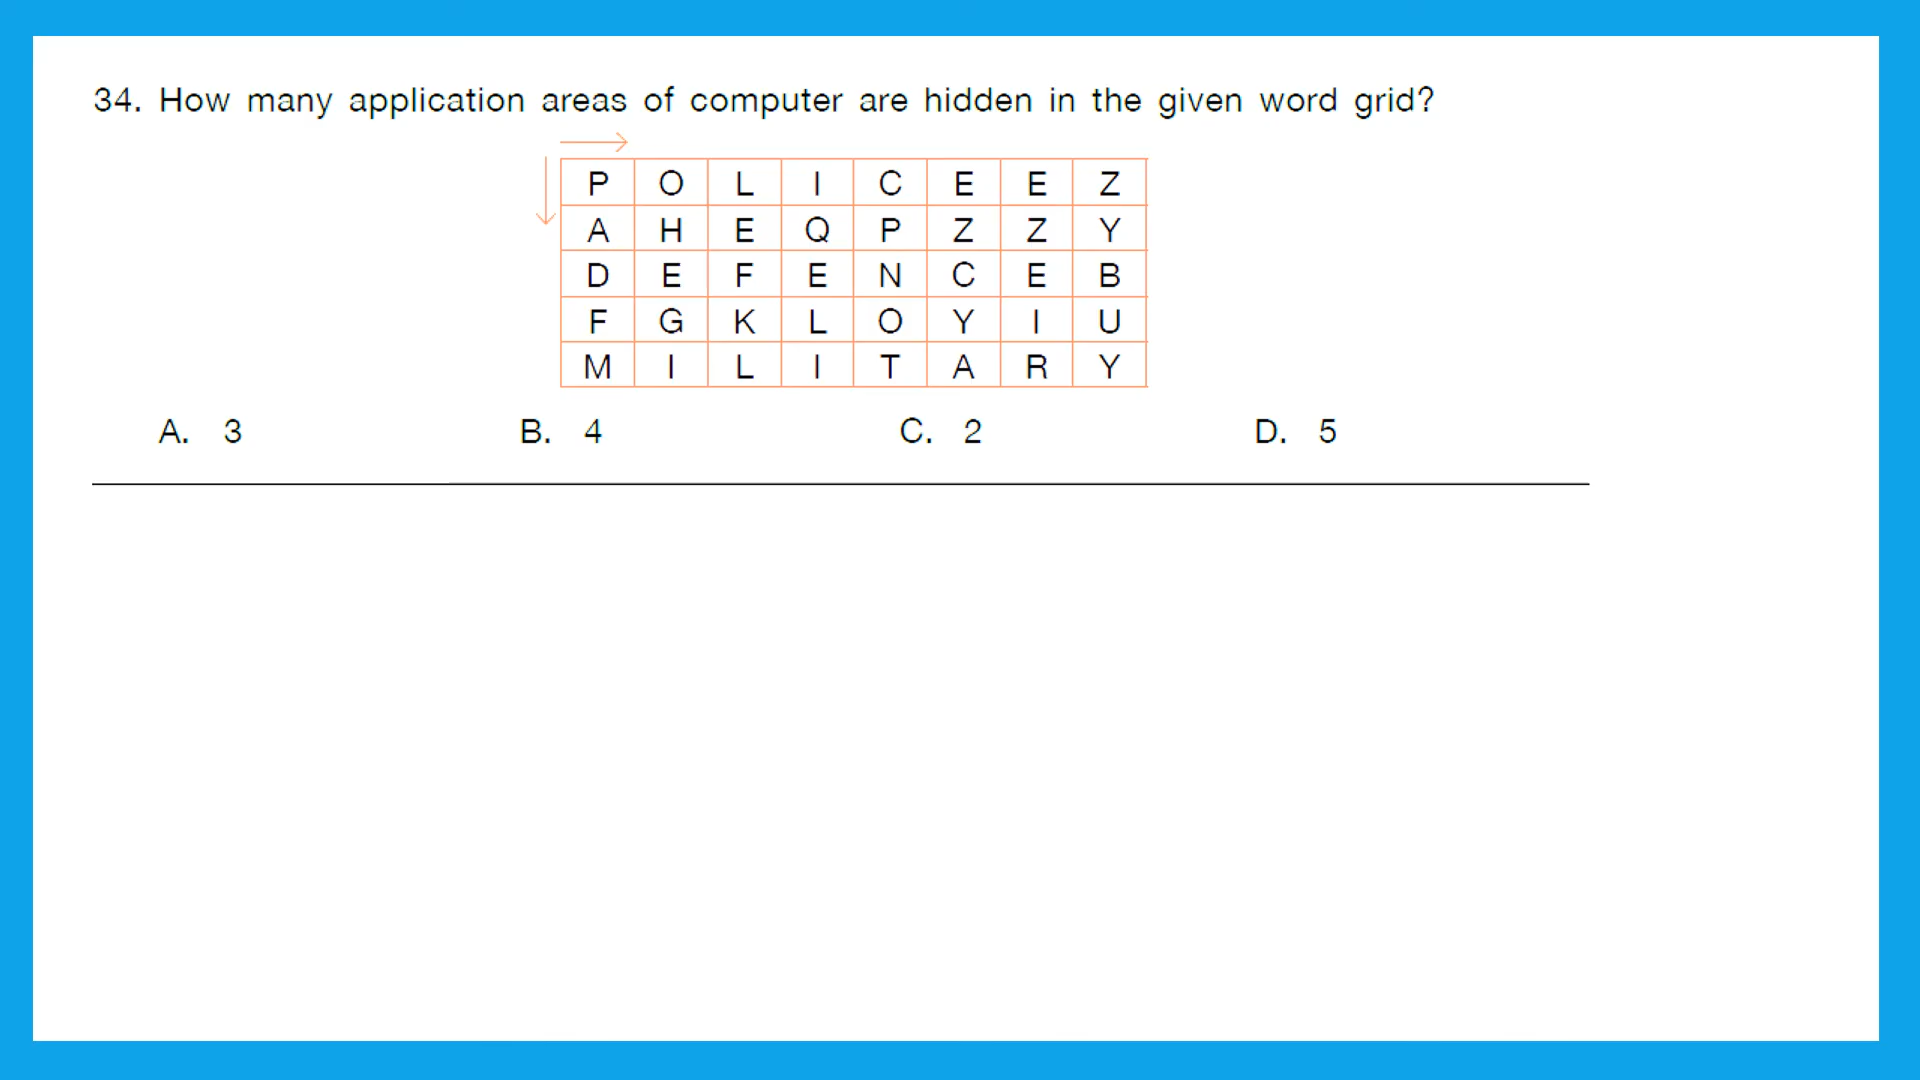 34. How many application areas of computer are hidden in the given word grid?
P O L I C E E Z
A H E Q P Z Z Y
D E F E N C E B
F G K L O Y I U
M I L I T A R Y
A. 3 B. 4 C. 2 D. 5